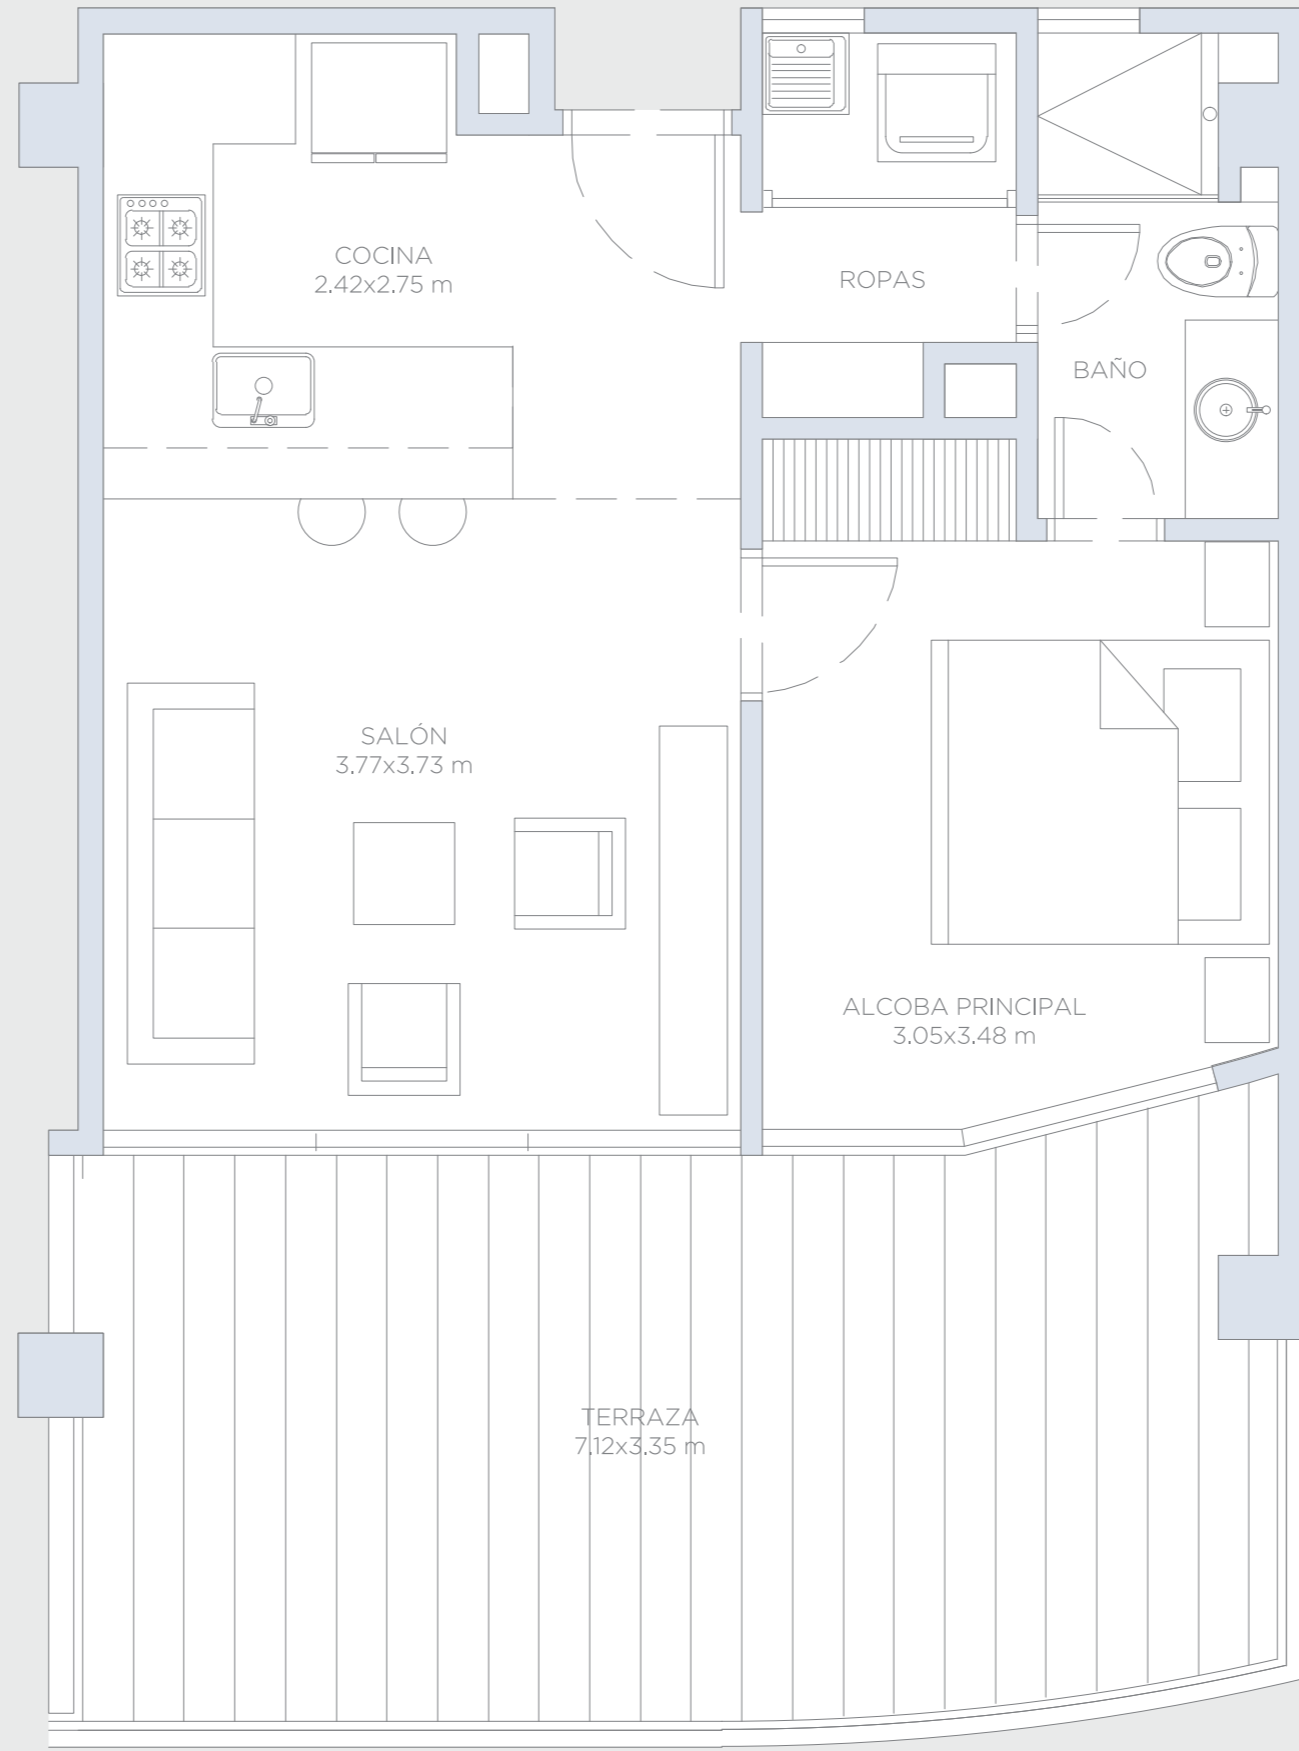 COCINA
2.42x2.75 m
ROPAS
BAÑO
SALÓN
3.77x3.73 m
ALCOBA PRINCIPAL
3.05x3.48 m
TERRAZA
7.12x3.35 m